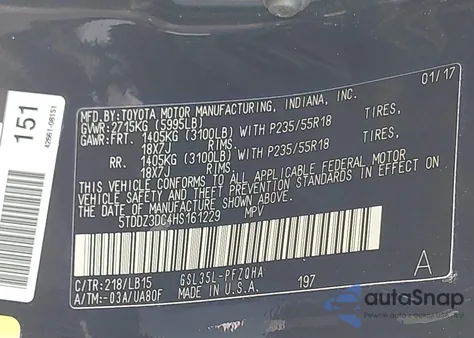 151
42661-08151
MFD. BY: TOYOTA MOTOR MANUFACTURING, INDIANA, INC. 01/17
GVWR: 2715KG (5995LB)
GAWR: FRT. 1405KG (3100LB) WITH P235/55R18 TIRES,
18X7J RIMS.
RR. 1405KG (3100LB) WITH P235/55R18 TIRES,
18X7J RIMS.
THIS VEHICLE CONFORMS TO ALL APPLICABLE FEDERAL MOTOR
VEHICLE SAFETY AND THEFT PREVENTION STANDARDS IN EFFECT ON
THE DATE OF MANUFACTURE SHOWN ABOVE.
5TDDZ3DC4HS161229 MPV
C/TR: 218/LB15 GSL35L-PFZQHA A
A/TM: -03A/UA80F MADE IN U.S.A. 197
autoSnap